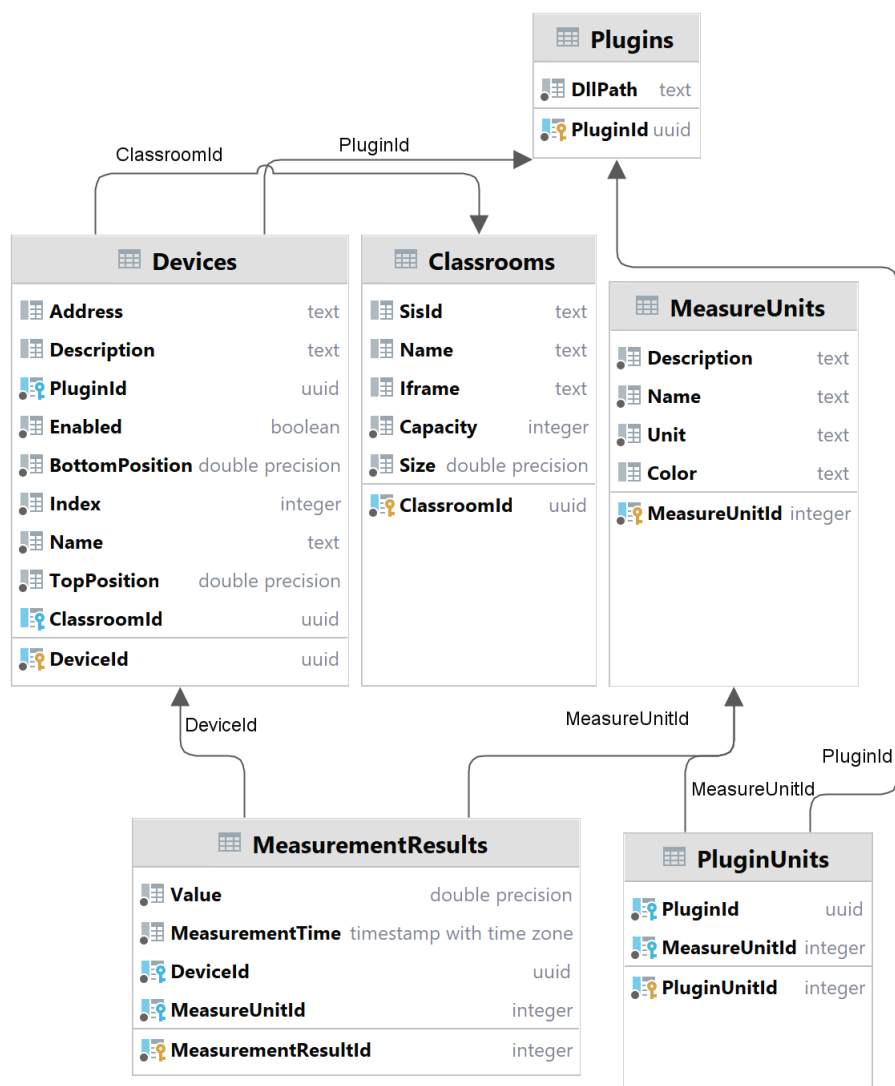 Plugins
DllPath text
PluginId uuid
ClassroomId
PluginId
Devices
Address text
Description text
PluginId uuid
Enabled boolean
BottomPosition double precision
Index integer
Name text
TopPosition double precision
ClassroomId uuid
DeviceId uuid
Classrooms
SisId text
Name text
Iframe text
Capacity integer
Size double precision
ClassroomId uuid
MeasureUnits
Description text
Name text
Unit text
Color text
MeasureUnitId integer
DeviceId
MeasureUnitId
PluginId
MeasureUnitId
MeasurementResults
Value double precision
MeasurementTime timestamp with time zone
DeviceId uuid
MeasureUnitId integer
MeasurementResultId integer
PluginUnits
PluginId uuid
MeasureUnitId integer
PluginUnitId integer